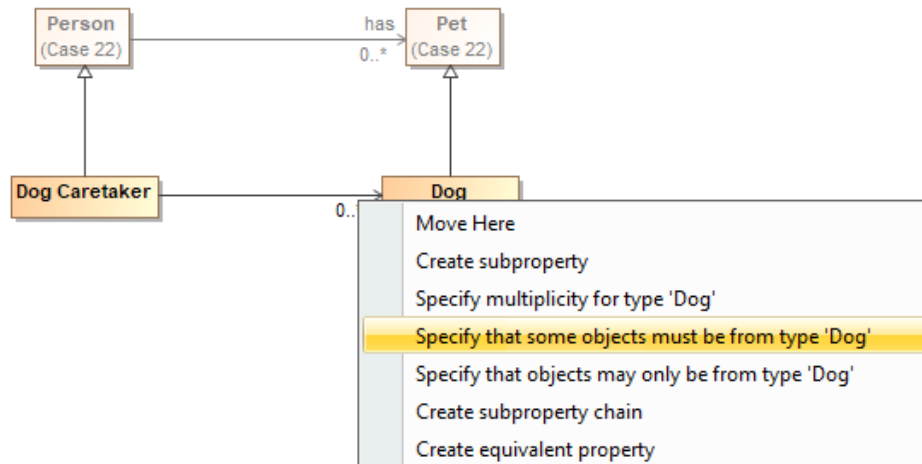 Person
(Case 22)
has
0..*
Pet
(Case 22)
Dog Caretaker
Dog
Move Here
Create subproperty
Specify multiplicity for type 'Dog'
Specify that some objects must be from type 'Dog'
Specify that objects may only be from type 'Dog'
Create subproperty chain
Create equivalent property